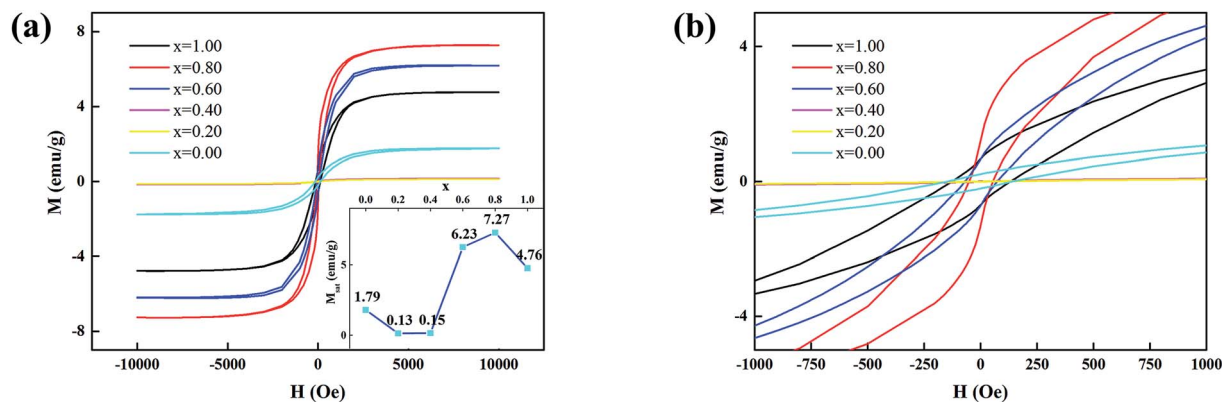 (a)
8
4
0
-4
-8
M (emu/g)
x=1.00
x=0.80
x=0.60
x=0.40
x=0.20
x=0.00
-10000
-5000
0
5000
10000
H (Oe)
x
0.0
0.2
0.4
0.6
0.8
1.0
5
0
M_sat (emu/g)
1.79
0.13
0.15
6.23
7.27
4.76
(b)
4
0
-4
M (emu/g)
x=1.00
x=0.80
x=0.60
x=0.40
x=0.20
x=0.00
-1000
-750
-500
-250
0
250
500
750
1000
H (Oe)